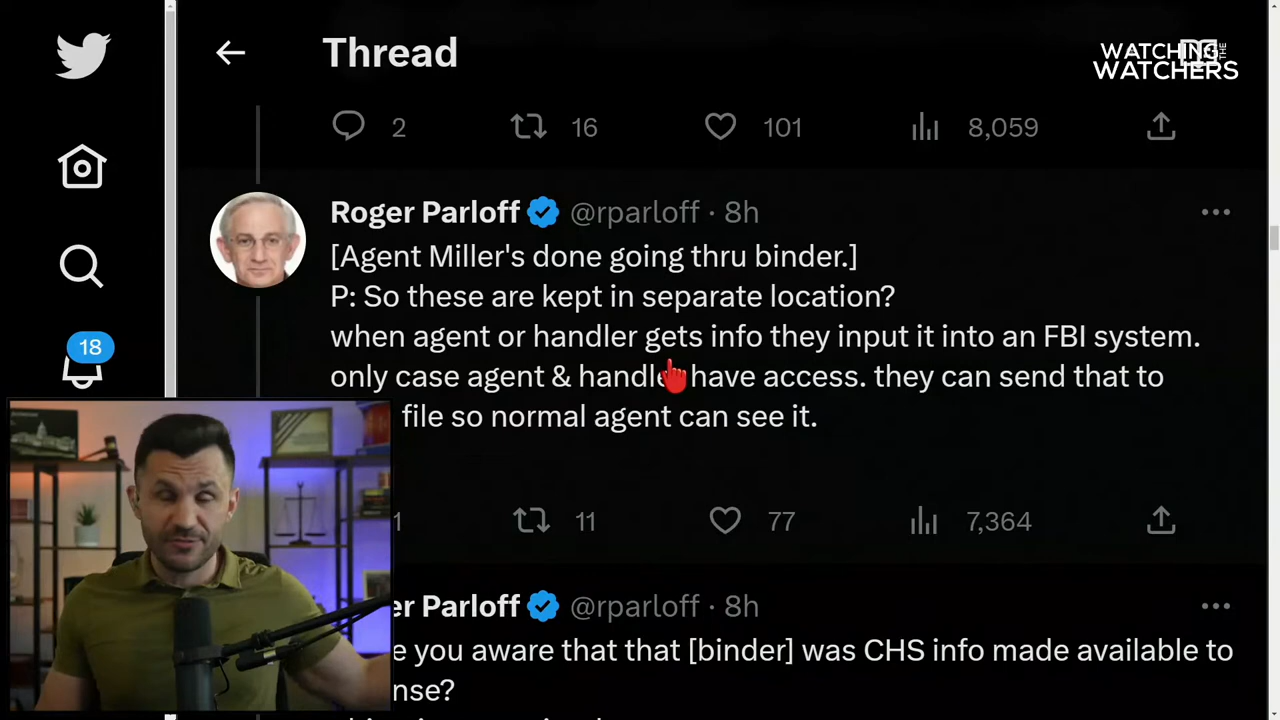 Thread
WATCHING THE
WATCHERS
2 16 101 8,059
Roger Parloff @rparloff · 8h
[Agent Miller's done going thru binder.]
P: So these are kept in separate location?
when agent or handler gets info they input it into an FBI system.
only case agent & handler have access. they can send that to
file so normal agent can see it.
18
1 11 77 7,364
er Parloff @rparloff · 8h
e you aware that that [binder] was CHS info made available to
nse?